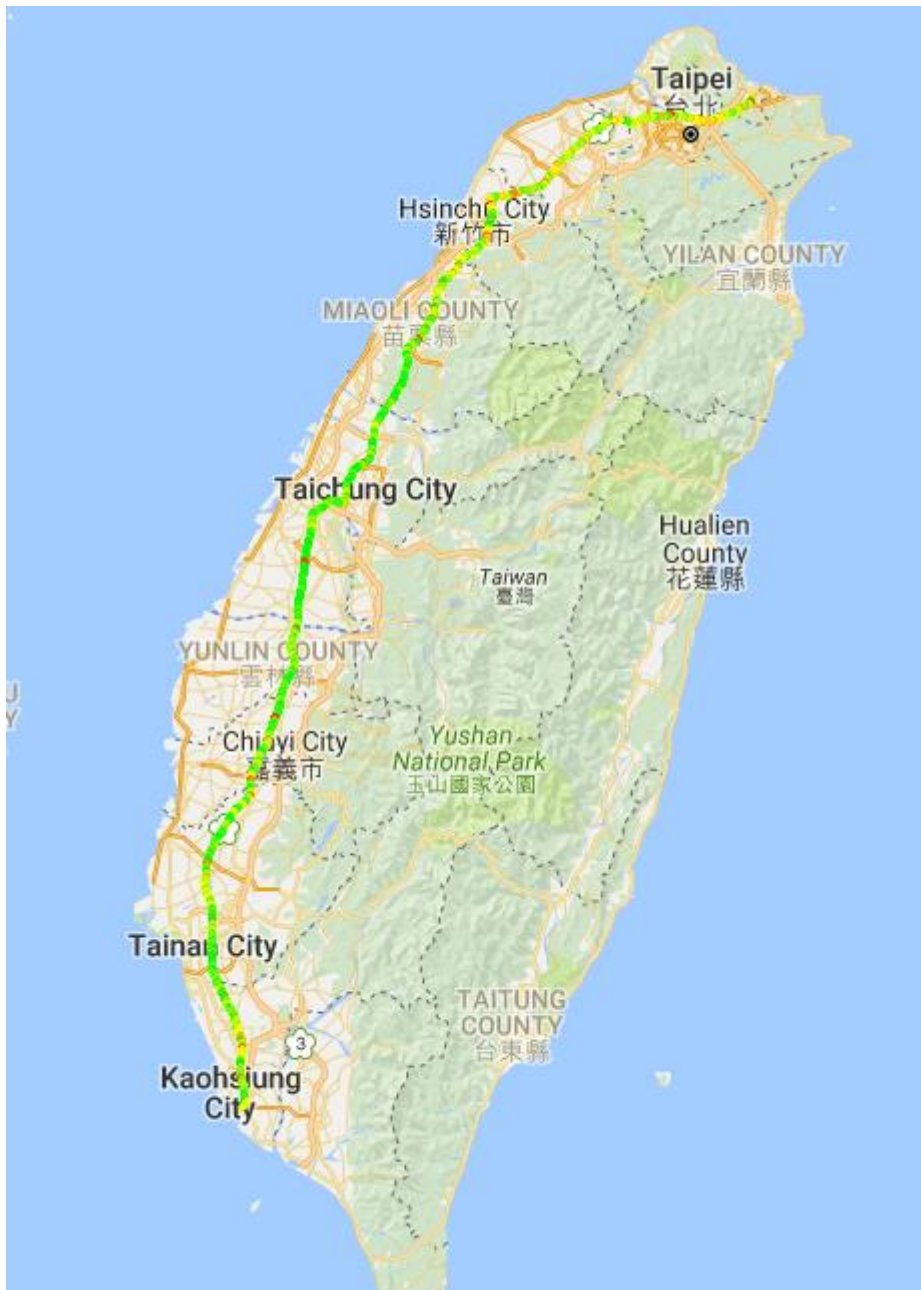 Taipei
台北
Hsinchu City
新竹市
YILAN COUNTY
宜蘭縣
MIAOLI COUNTY
苗栗縣
Taichung City
Hualien
County
花蓮縣
Taiwan
臺灣
YUNLIN COUNTY
雲林縣
U
Y
Chiayi City
嘉義市
Yushan
National Park
玉山國家公園
Tainan City
TAITUNG
COUNTY
台東縣
3
Kaohsiung
City